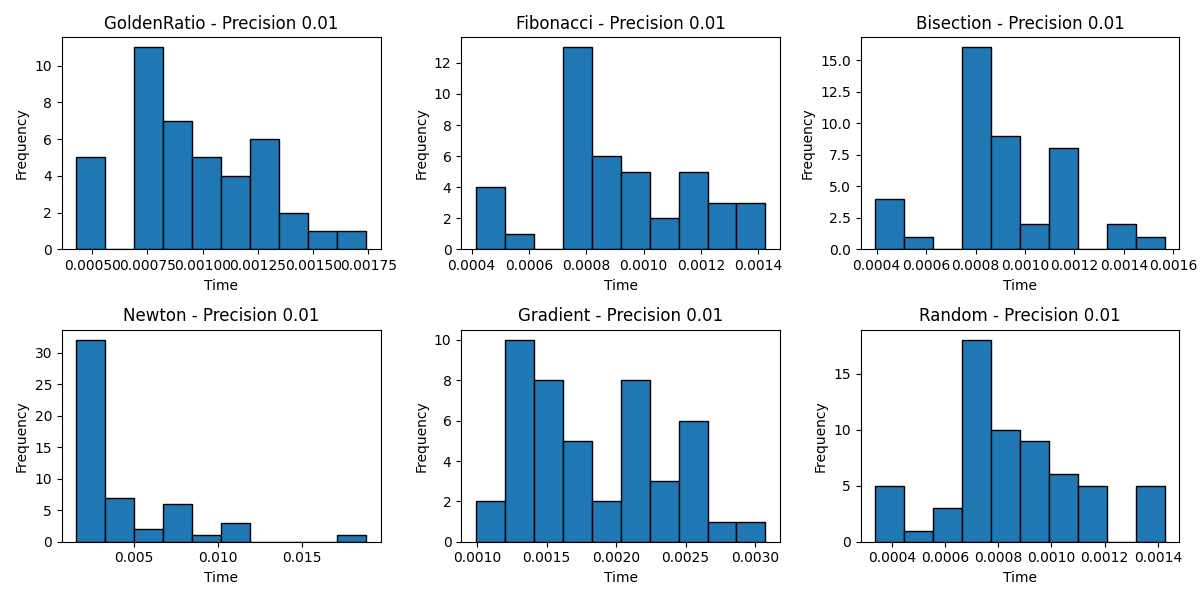 GoldenRatio - Precision 0.01
Fibonacci - Precision 0.01
Bisection - Precision 0.01
Frequency
10
8
6
4
2
0
0.00050 0.00075 0.00100 0.00125 0.00150 0.00175
Time
Frequency
12
10
8
6
4
2
0
0.0004 0.0006 0.0008 0.0010 0.0012 0.0014
Time
Frequency
15.0
12.5
10.0
7.5
5.0
2.5
0.0
0.0004 0.0006 0.0008 0.0010 0.0012 0.0014 0.0016
Time
Newton - Precision 0.01
Gradient - Precision 0.01
Random - Precision 0.01
Frequency
30
25
20
15
10
5
0
0.005 0.010 0.015
Time
Frequency
10
8
6
4
2
0
0.0010 0.0015 0.0020 0.0025 0.0030
Time
Frequency
15
10
5
0
0.0004 0.0006 0.0008 0.0010 0.0012 0.0014
Time